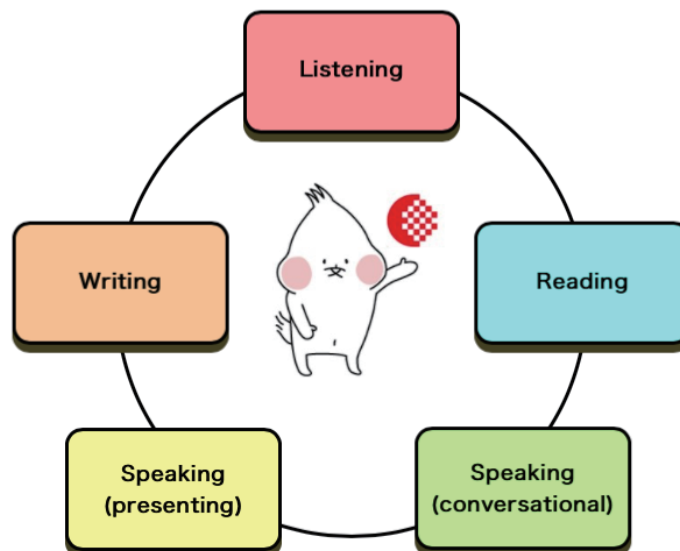 Listening
Writing
Reading
Speaking
(presenting)
Speaking
(conversational)